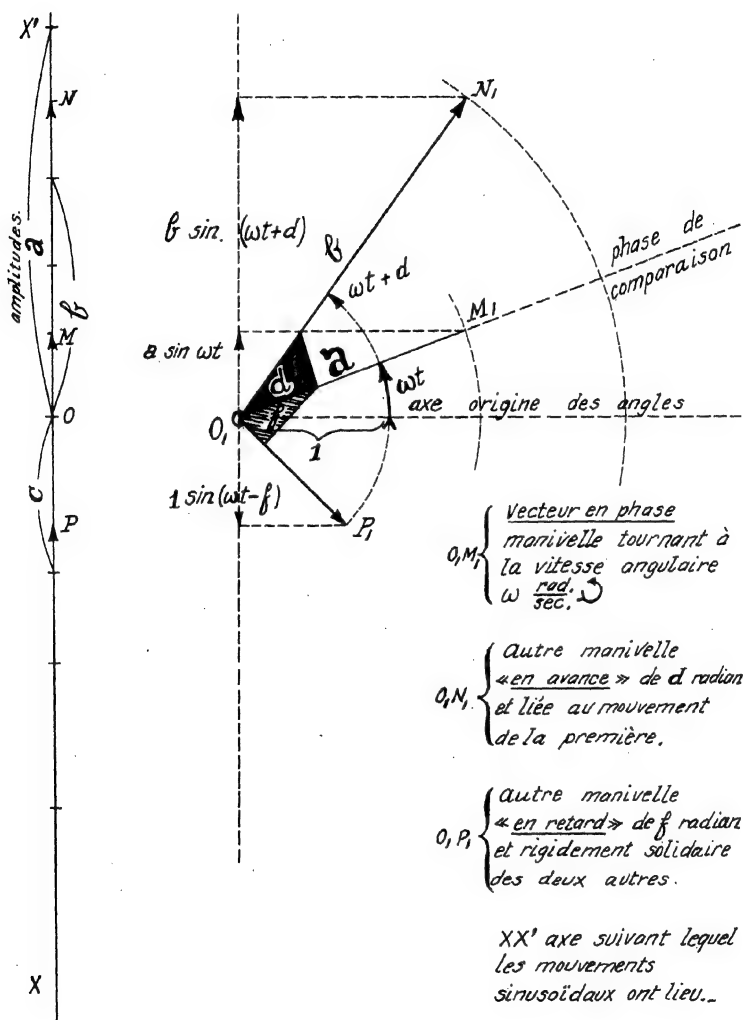 X'
N
amplitudes.
a
b
M
O
c
P
X
N₁
b sin. (ωt+d)
b
ωt+d
phase de
comparaison
M₁
a sin ωt
a
d
ωt
f
O₁
axe origine des angles
1
1 sin(ωt-f)
P₁
O₁M₁ { Vecteur en phase
manivelle tournant à
la vitesse angulaire
ω rad./sec.
O₁N₁ { autre manivelle
«en avance» de d radian
et liée au mouvement
de la première.
O₁P₁ { autre manivelle
«en retard» de f radian
et rigidement solidaire
des deux autres.
XX' axe suivant lequel
les mouvements
sinusoïdaux ont lieu._